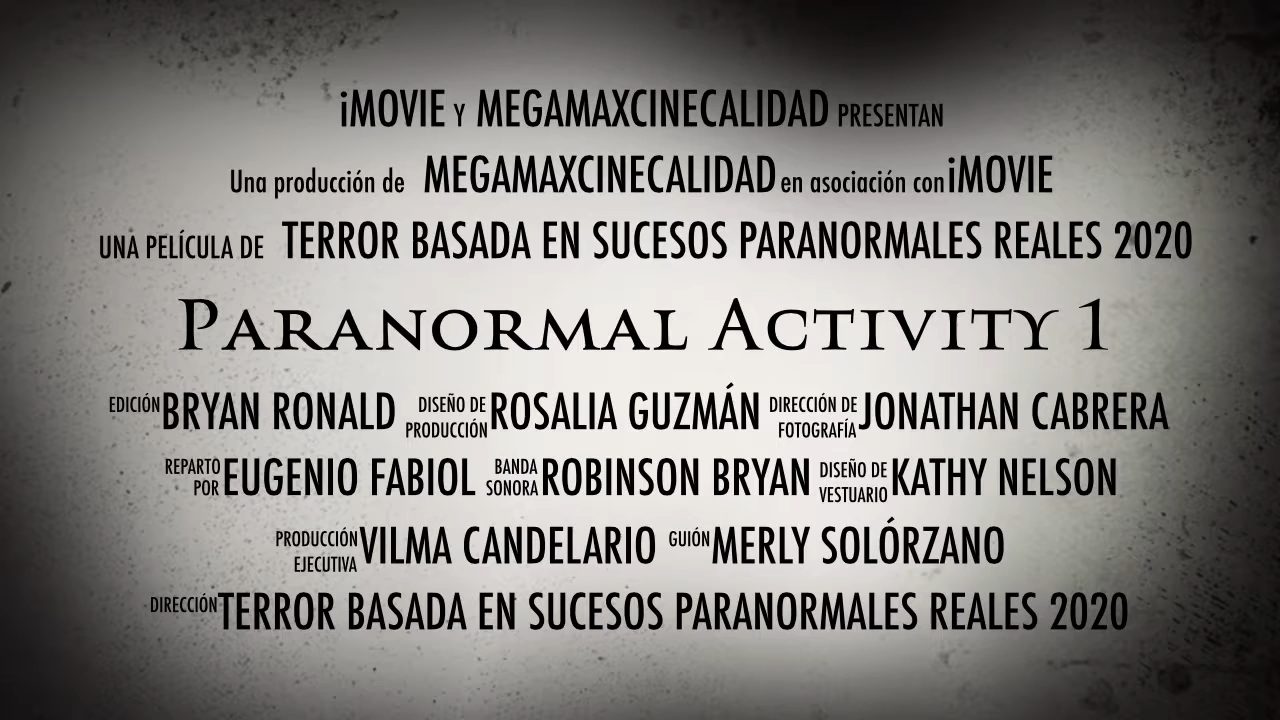 iMOVIE Y MEGAMAXCINECALIDAD PRESENTAN
Una producción de MEGAMAXCINECALIDAD en asociación con iMOVIE
UNA PELÍCULA DE TERROR BASADA EN SUCESOS PARANORMALES REALES 2020
PARANORMAL ACTIVITY 1
EDICIÓN BRYAN RONALD DISEÑO DE PRODUCCIÓN ROSALIA GUZMÁN DIRECCIÓN DE FOTOGRAFÍA JONATHAN CABRERA
REPARTO POR EUGENIO FABIOL BANDA SONORA ROBINSON BRYAN DISEÑO DE VESTUARIO KATHY NELSON
PRODUCCIÓN EJECUTIVA VILMA CANDELARIO GUIÓN MERLY SOLÓRZANO
DIRECCIÓN TERROR BASADA EN SUCESOS PARANORMALES REALES 2020